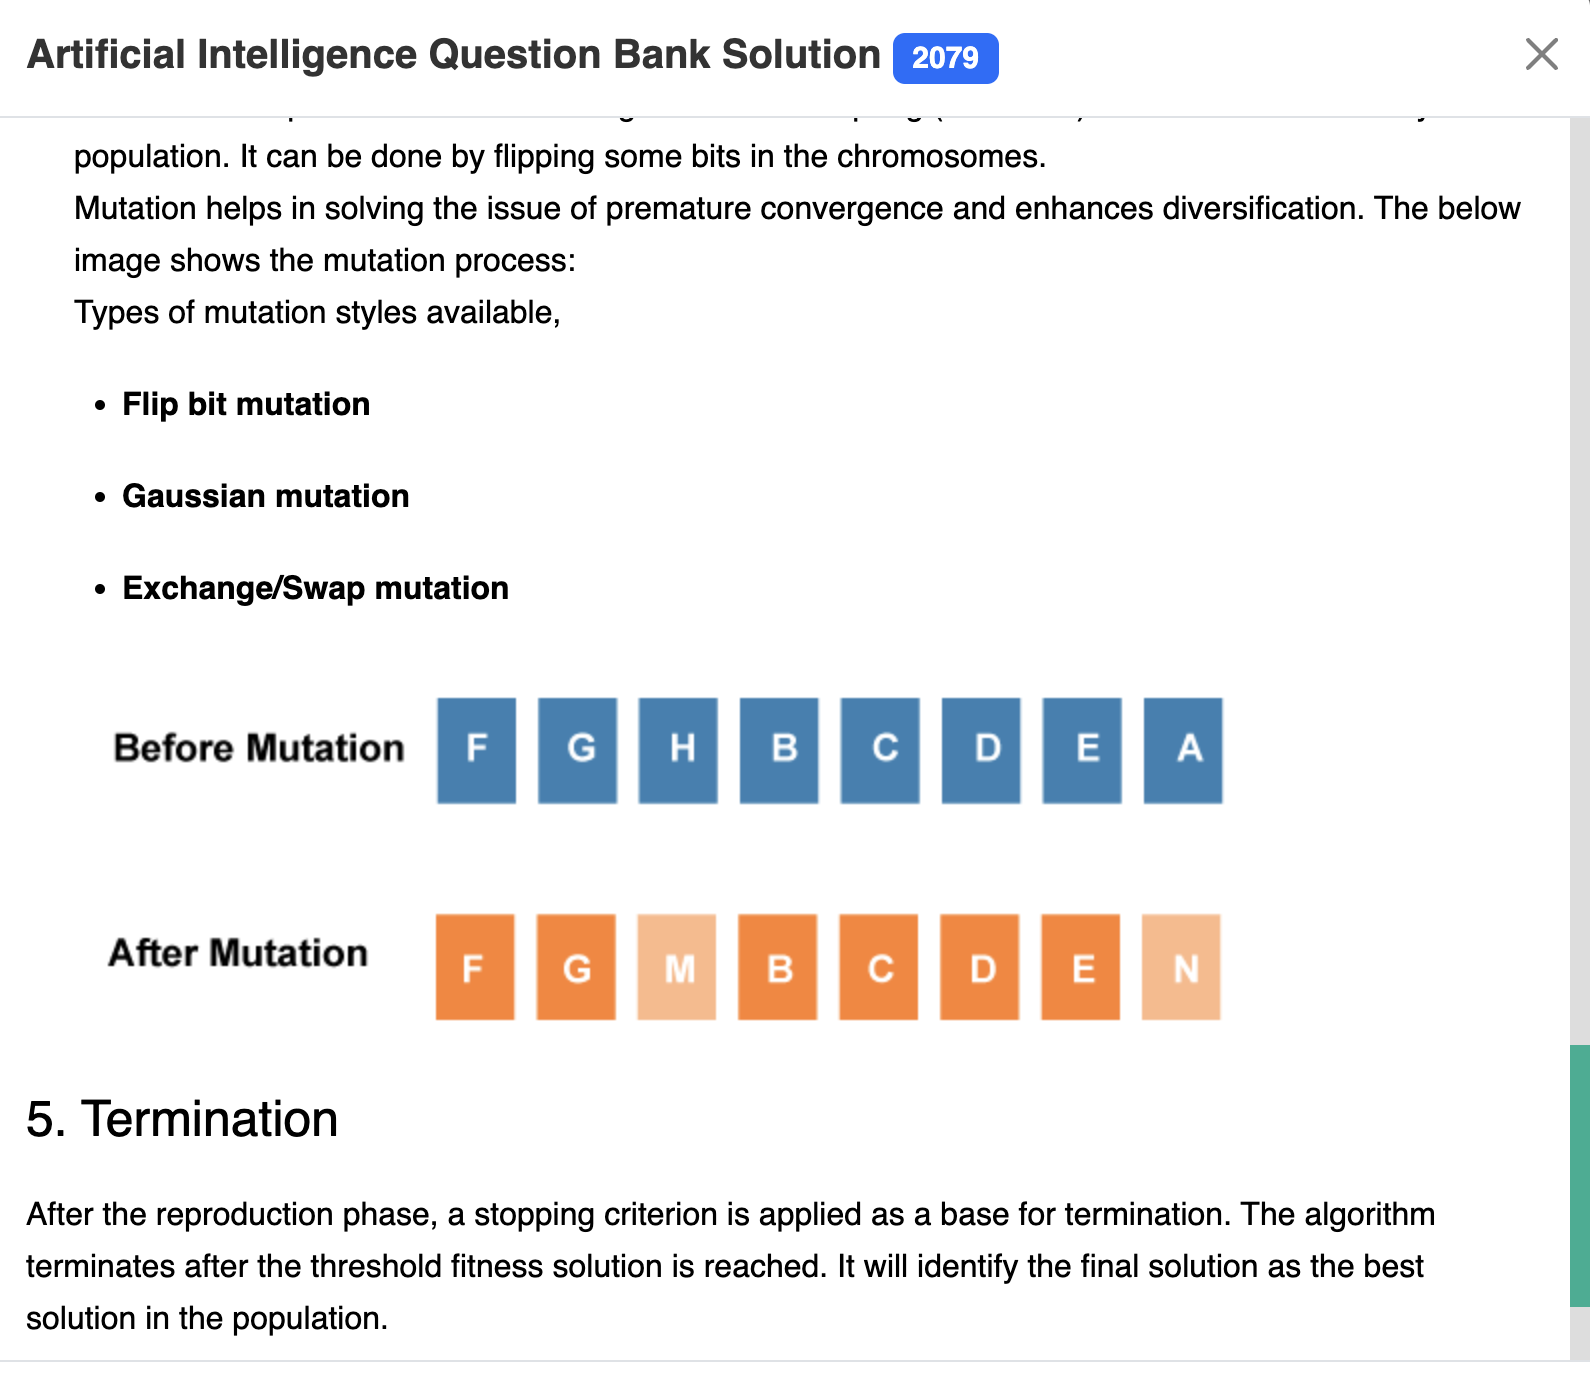 Artificial Intelligence Question Bank Solution 2079
population. It can be done by flipping some bits in the chromosomes.
Mutation helps in solving the issue of premature convergence and enhances diversification. The below
image shows the mutation process:
Types of mutation styles available,
• Flip bit mutation
• Gaussian mutation
• Exchange/Swap mutation
Before Mutation F G H B C D E A
After Mutation F G M B C D E N
5. Termination
After the reproduction phase, a stopping criterion is applied as a base for termination. The algorithm
terminates after the threshold fitness solution is reached. It will identify the final solution as the best
solution in the population.